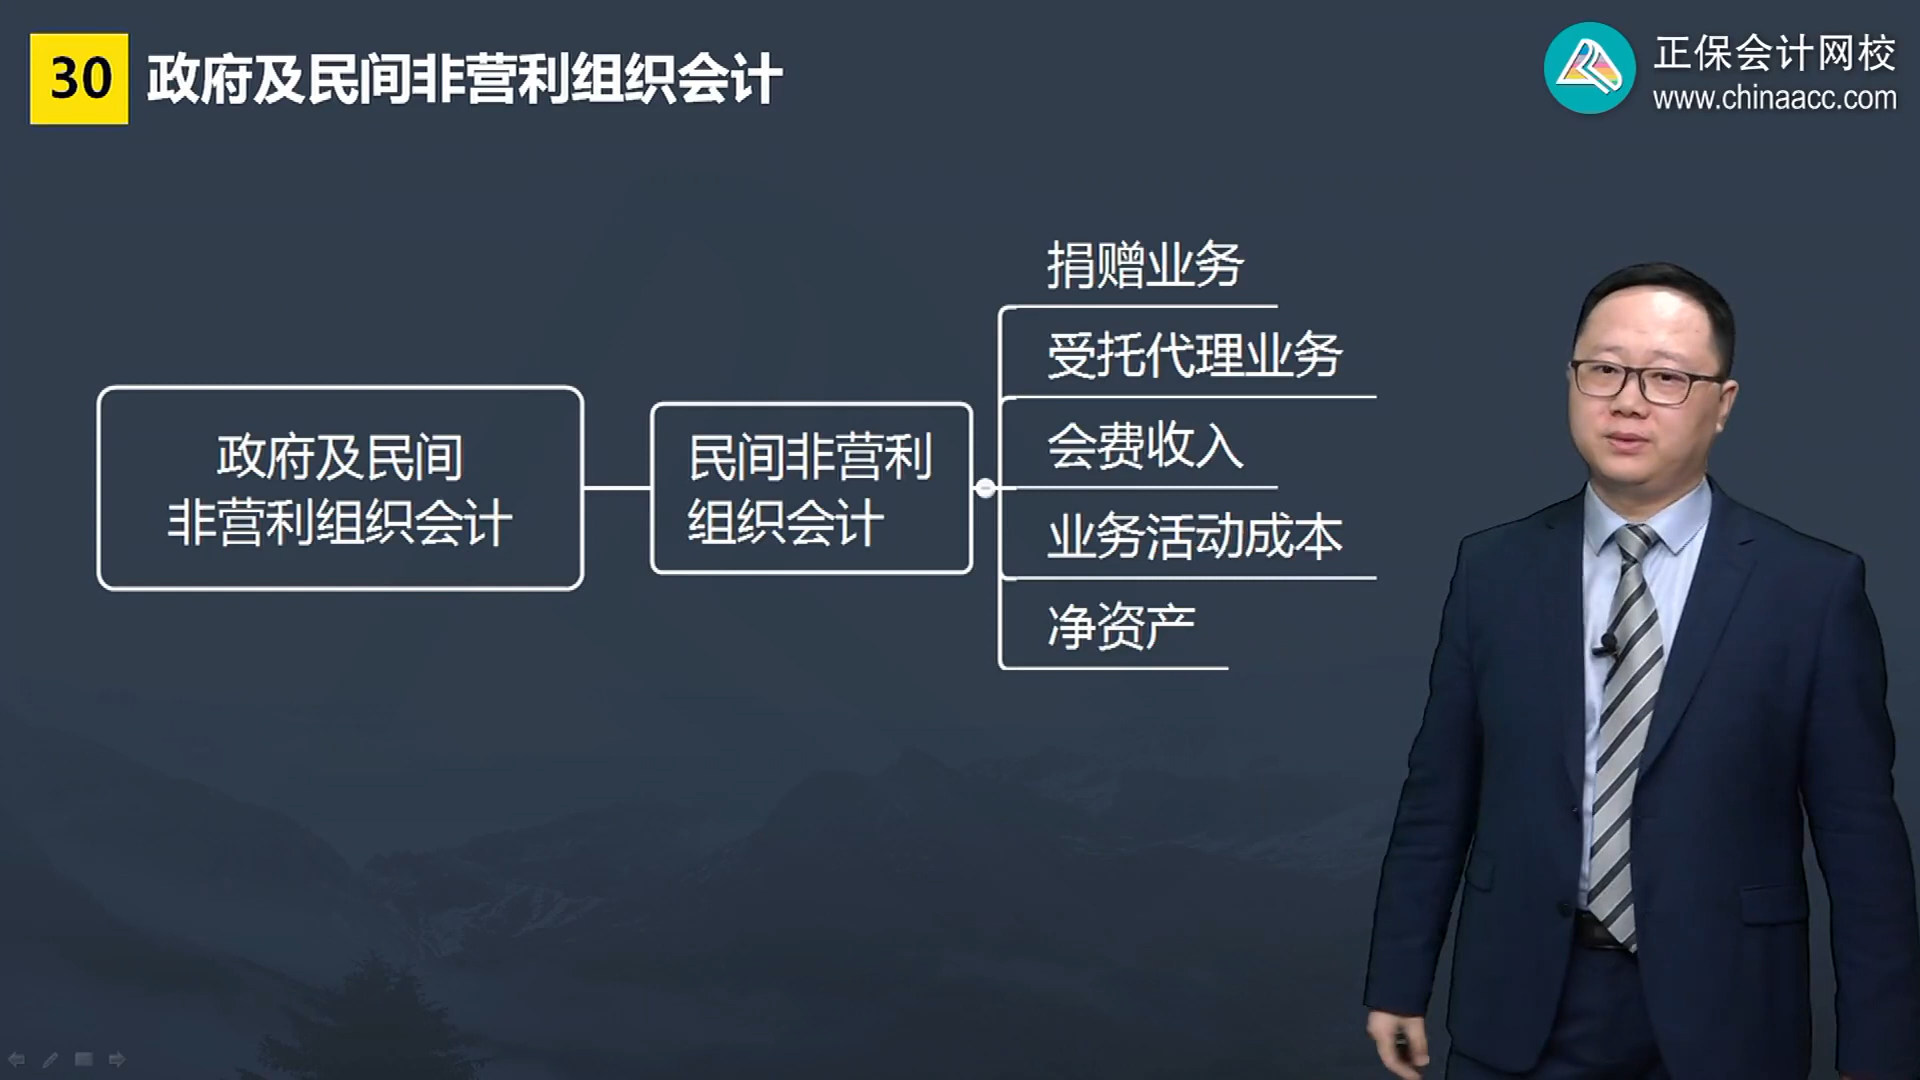 30 政府及民间非营利组织会计
正保会计网校
www.chinaacc.com
政府及民间
非营利组织会计
民间非营利
组织会计
捐赠业务
受托代理业务
会费收入
业务活动成本
净资产